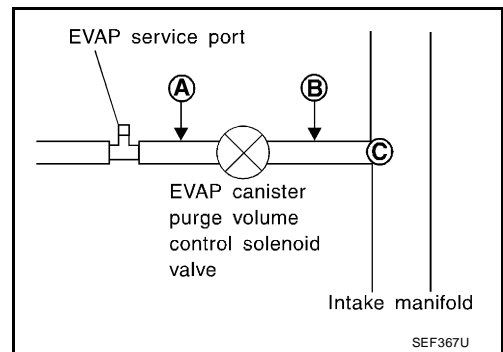 EVAP service port
A
B
C
EVAP canister
purge volume
control solenoid
valve
Intake manifold
SEF367U